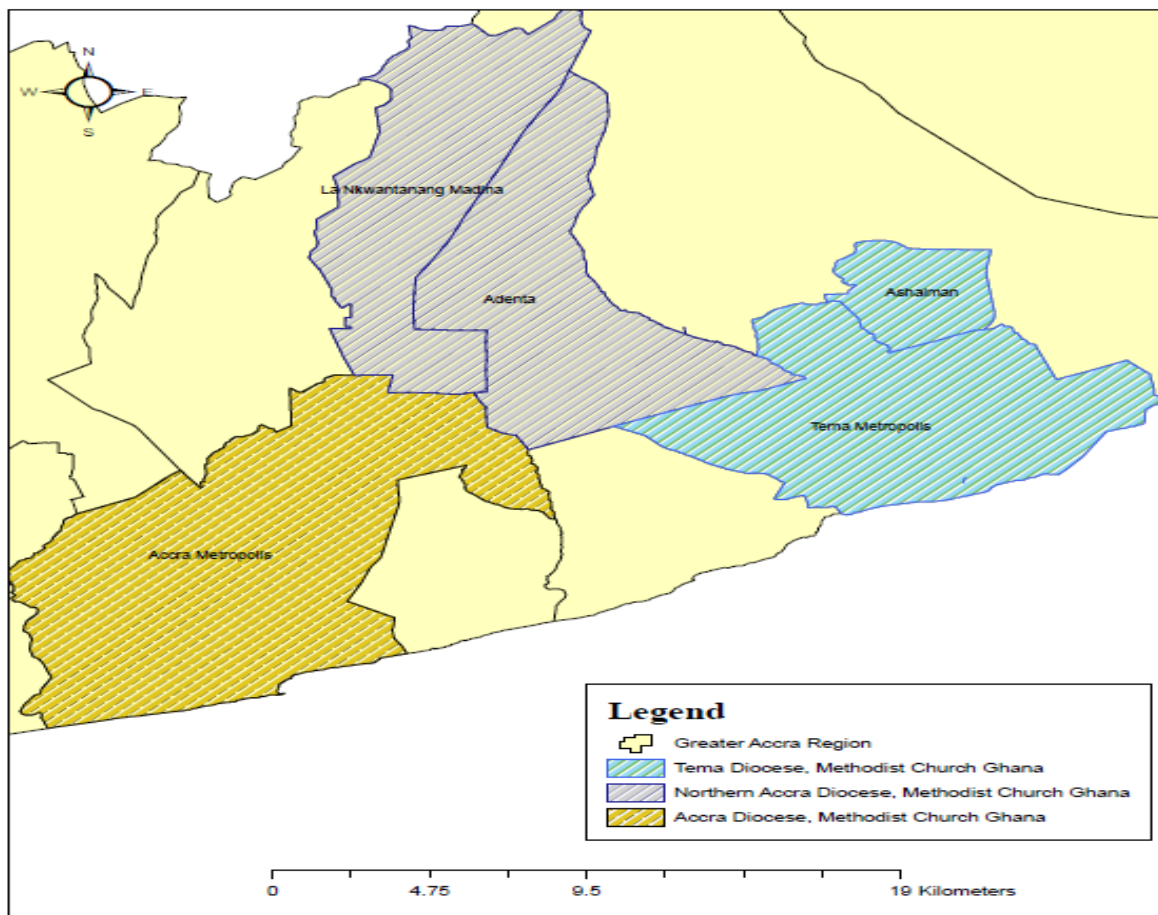 N
W E
S
La Nkwantanang Madina
Adenta
Ashaiman
Tema Metropolis
Accra Metropolis
Legend
Greater Accra Region
Tema Diocese, Methodist Church Ghana
Northern Accra Diocese, Methodist Church Ghana
Accra Diocese, Methodist Church Ghana
0 4.75 9.5 19 Kilometers